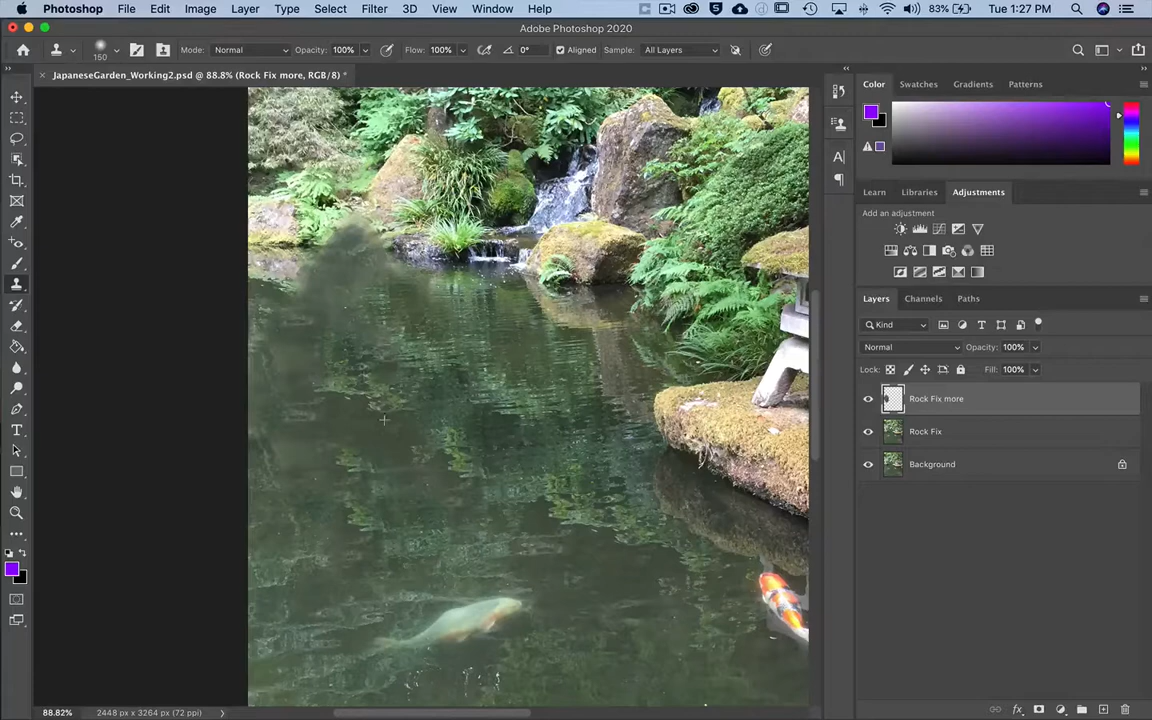 Photoshop File Edit Image Layer Type Select Filter 3D View Window Help 83% Tue 1:27 PM
Adobe Photoshop 2020
150 Mode: Normal Opacity: 100% Flow: 100% 0° Aligned Sample: All Layers
JapaneseGarden_Working2.psd @ 88.8% (Rock Fix more, RGB/8) *
Color Swatches Gradients Patterns
Learn Libraries Adjustments
Add an adjustment
Layers Channels Paths
Kind
Normal Opacity: 100%
Lock: Fill: 100%
Rock Fix more
Rock Fix
Background
88.82% 2448 px x 3264 px (72 ppi)